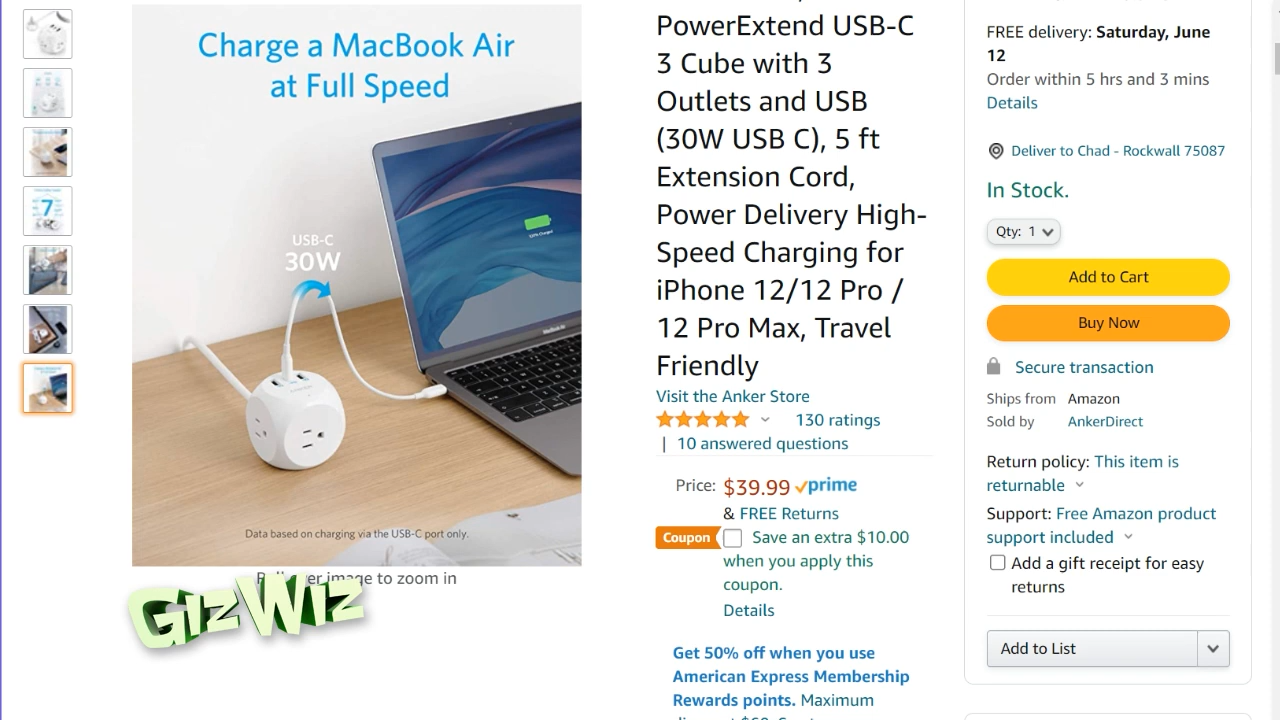 Charge a MacBook Air
at Full Speed
USB-C
30W
MacBook Air
Data based on charging via the USB-C port only.
image to zoom in
GizWiz
PowerExtend USB-C
3 Cube with 3
Outlets and USB
(30W USB C), 5 ft
Extension Cord,
Power Delivery High-
Speed Charging for
iPhone 12/12 Pro /
12 Pro Max, Travel
Friendly
Visit the Anker Store
130 ratings
| 10 answered questions
Price: $39.99 prime
& FREE Returns
Coupon Save an extra $10.00
when you apply this
coupon.
Details
Get 50% off when you use
American Express Membership
Rewards points. Maximum
FREE delivery: Saturday, June
12
Order within 5 hrs and 3 mins
Details
Deliver to Chad - Rockwall 75087
In Stock.
Qty: 1
Add to Cart
Buy Now
Secure transaction
Ships from Amazon
Sold by AnkerDirect
Return policy: This item is
returnable
Support: Free Amazon product
support included
Add a gift receipt for easy
returns
Add to List
7